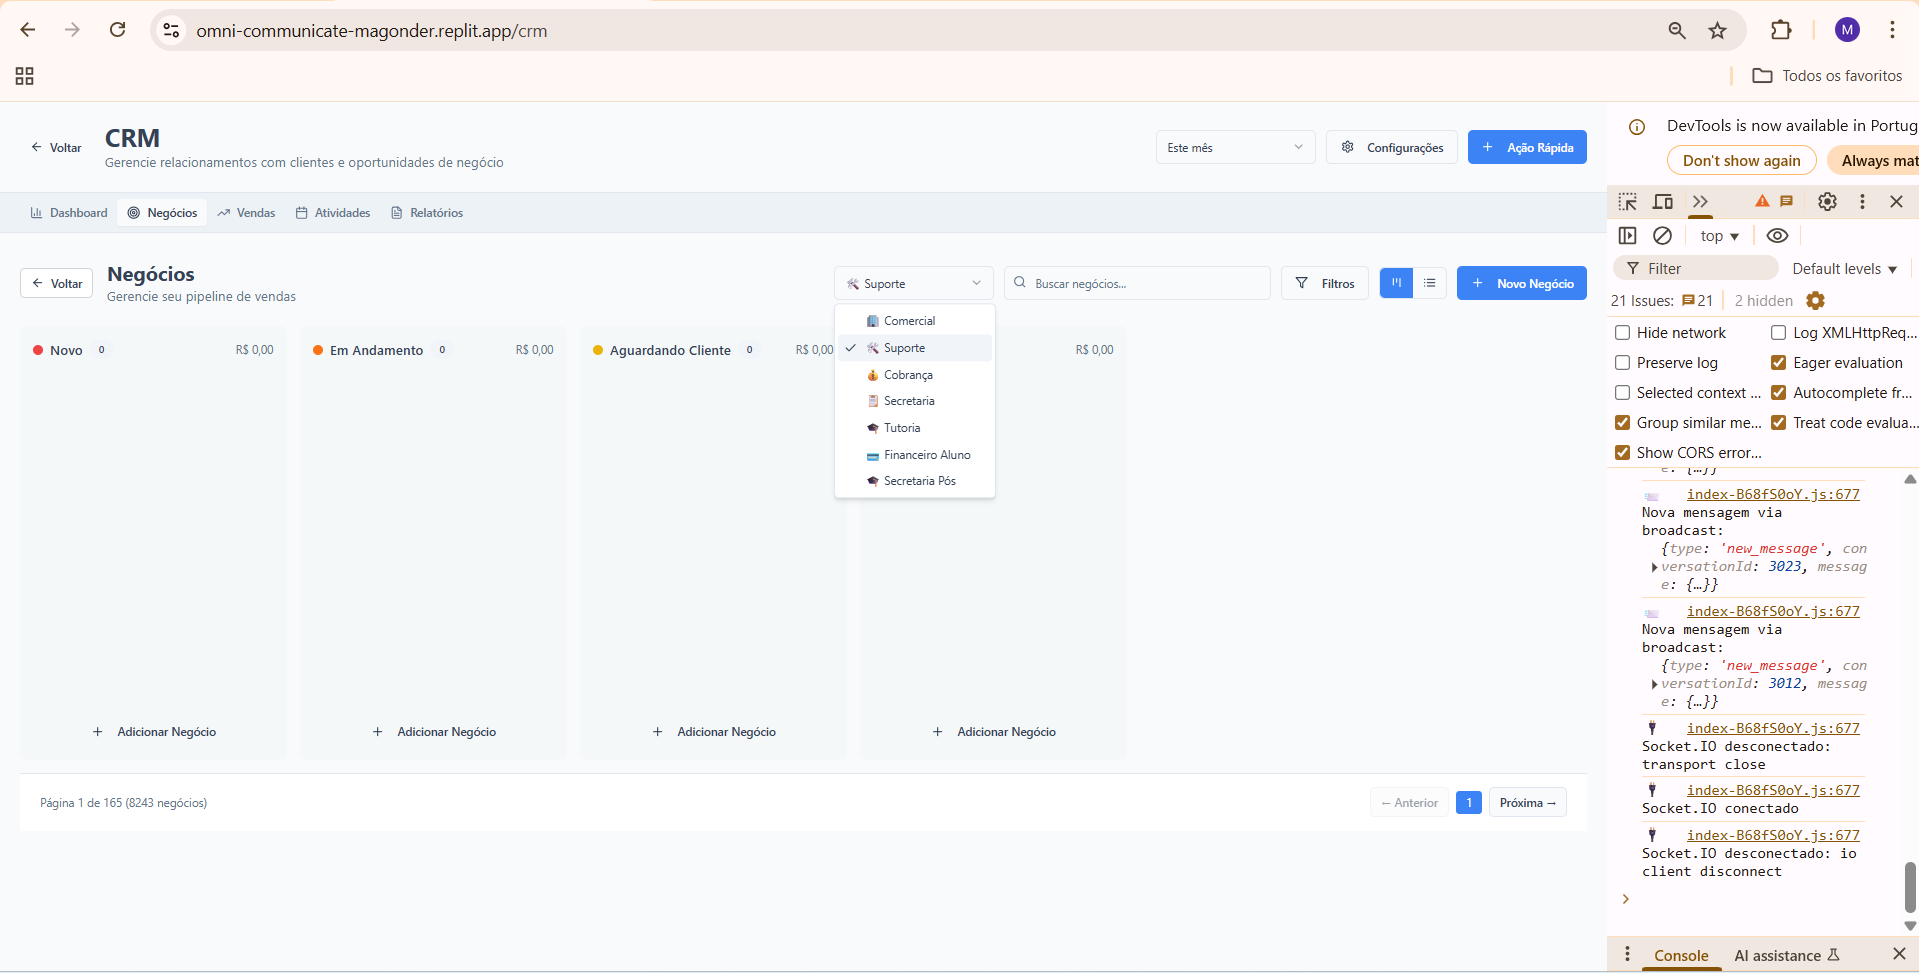 omni-communicate-magonder.replit.app/crm
M
Todos os favoritos
Voltar
CRM
Gerencie relacionamentos com clientes e oportunidades de negócio
Este mês
Configurações
Ação Rápida
Dashboard
Negócios
Vendas
Atividades
Relatórios
Voltar
Negócios
Gerencie seu pipeline de vendas
Suporte
Buscar negócios...
Filtros
Novo Negócio
Comercial
Suporte
Cobrança
Secretaria
Tutoria
Financeiro Aluno
Secretaria Pós
Novo 0 R$ 0,00
Em Andamento 0 R$ 0,00
Aguardando Cliente 0 R$ 0,00
R$ 0,00
+ Adicionar Negócio
+ Adicionar Negócio
+ Adicionar Negócio
+ Adicionar Negócio
Página 1 de 165 (8243 negócios)
← Anterior
1
Próxima →
DevTools is now available in Portug
Don't show again
Always mat
top
Filter
Default levels
21 Issues: 21
2 hidden
Hide network
Log XMLHttpReq...
Preserve log
Eager evaluation
Selected context ...
Autocomplete fr...
Group similar me...
Treat code evalua...
Show CORS error...
e: {…}}
index-B68fS0oY.js:677
Nova mensagem via
broadcast:
{type: 'new_message', con
versationId: 3023, messag
e: {…}}
index-B68fS0oY.js:677
Nova mensagem via
broadcast:
{type: 'new_message', con
versationId: 3012, messag
e: {…}}
index-B68fS0oY.js:677
Socket.IO desconectado:
transport close
index-B68fS0oY.js:677
Socket.IO conectado
index-B68fS0oY.js:677
Socket.IO desconectado: io
client disconnect
Console
AI assistance